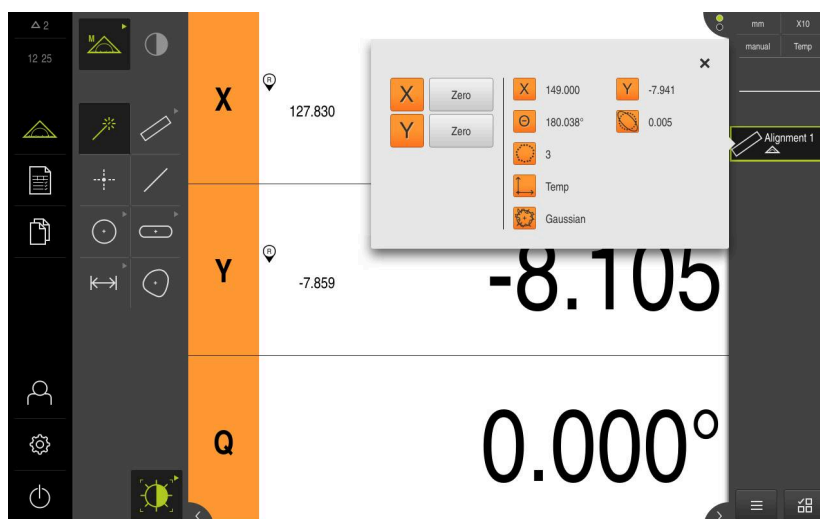 2
12 25
M
X
R
127.830
Y
R
-7.859
-8.105
Q
0.000°
X Zero
Y Zero
X 149.000 Y -7.941
Θ 180.038° 0.005
3
Temp
Gaussian
mm X10
manual Temp
Alignment 1